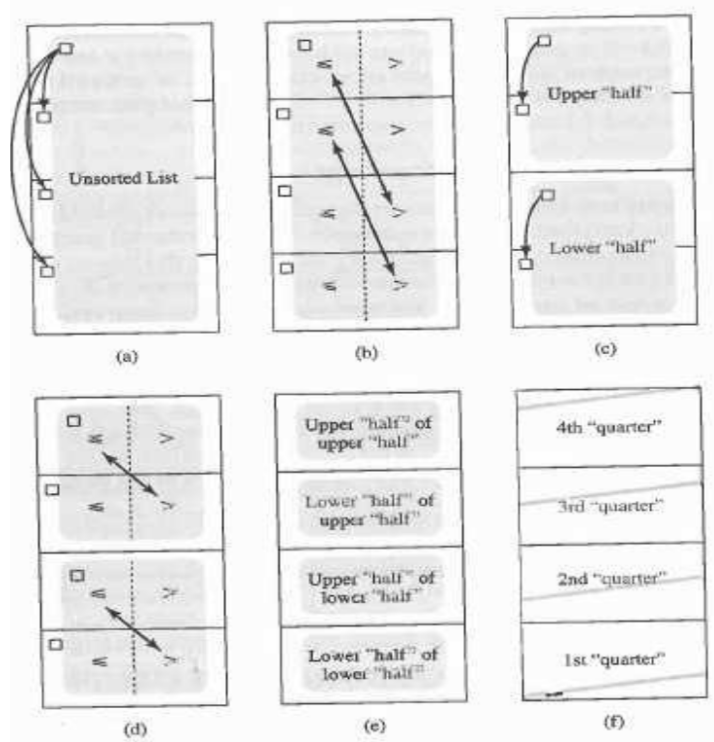 Unsorted List
(a)
≤ >
≤ >
≤ >
≤ >
(b)
Upper "half"
Lower "half"
(c)
≤ >
≤ >
≤ >
≤ >
(d)
Upper "half" of
upper "half"
Lower "half" of
upper "half"
Upper "half" of
lower "half"
Lower "half" of
lower "half"
(e)
4th "quarter"
3rd "quarter"
2nd "quarter"
1st "quarter"
(f)